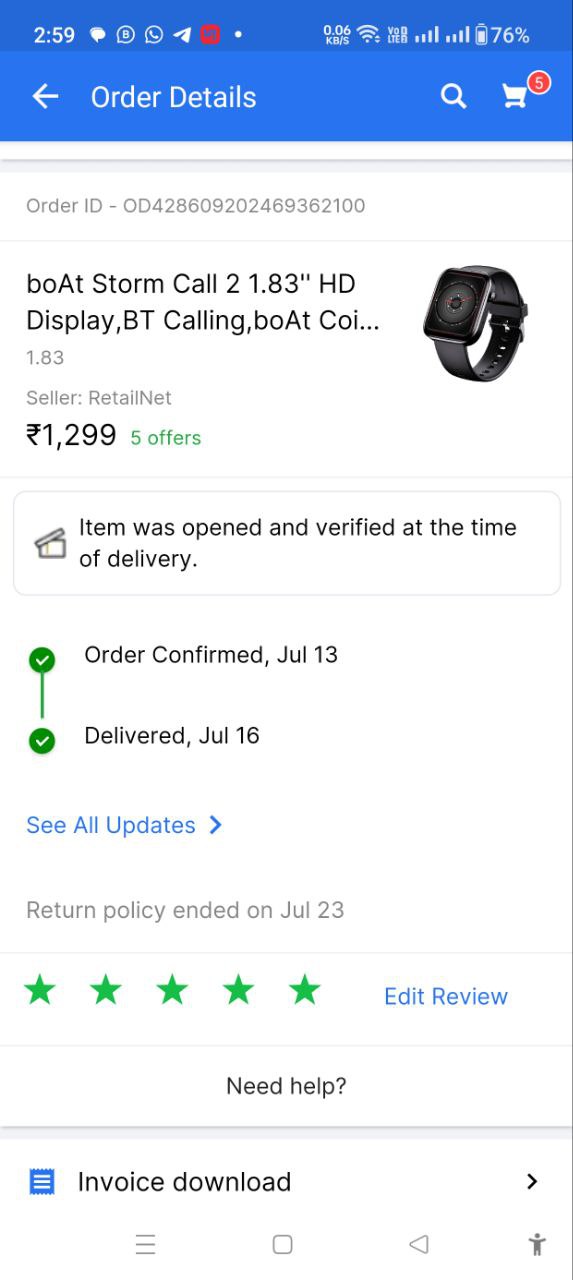 2:59
0.06 KB/S
76%
Order Details
5
Order ID - OD428609202469362100
boAt Storm Call 2 1.83'' HD
Display,BT Calling,boAt Coi...
1.83
Seller: RetailNet
₹1,299 5 offers
Item was opened and verified at the time
of delivery.
Order Confirmed, Jul 13
Delivered, Jul 16
See All Updates
Return policy ended on Jul 23
Edit Review
Need help?
Invoice download